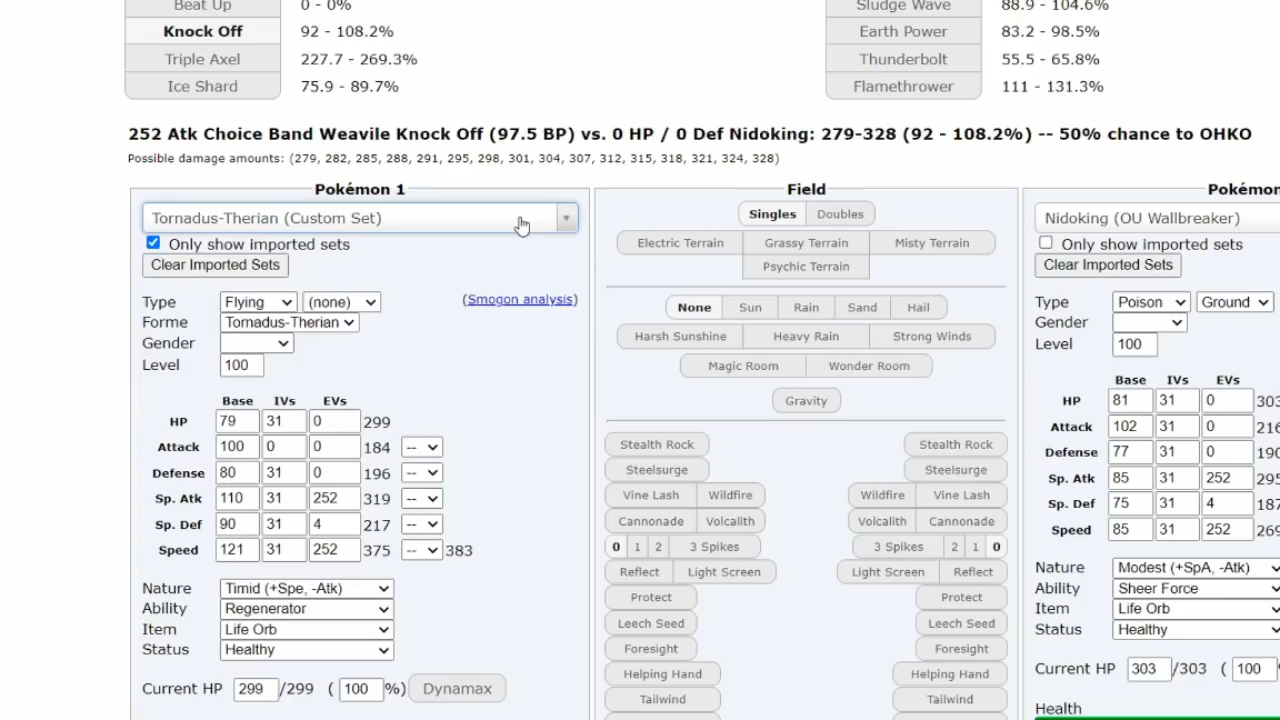 Beat Up 0 - 0% Sludge Wave 88.9 - 104.6%
Knock Off 92 - 108.2% Earth Power 83.2 - 98.5%
Triple Axel 227.7 - 269.3% Thunderbolt 55.5 - 65.8%
Ice Shard 75.9 - 89.7% Flamethrower 111 - 131.3%
252 Atk Choice Band Weavile Knock Off (97.5 BP) vs. 0 HP / 0 Def Nidoking: 279-328 (92 - 108.2%) -- 50% chance to OHKO
Possible damage amounts: (279, 282, 285, 288, 291, 295, 298, 301, 304, 307, 312, 315, 318, 321, 324, 328)
Pokémon 1
Tornadus-Therian (Custom Set)
Only show imported sets
Clear Imported Sets
Type Flying (none) (Smogon analysis)
Forme Tornadus-Therian
Gender
Level 100
Base IVs EVs
HP 79 31 0 299
Attack 100 0 0 184 --
Defense 80 31 0 196 --
Sp. Atk 110 31 252 319 --
Sp. Def 90 31 4 217 --
Speed 121 31 252 375 -- 383
Nature Timid (+Spe, -Atk)
Ability Regenerator
Item Life Orb
Status Healthy
Current HP 299 /299 ( 100 %) Dynamax
Field
Singles Doubles
Electric Terrain Grassy Terrain Misty Terrain
Psychic Terrain
None Sun Rain Sand Hail
Harsh Sunshine Heavy Rain Strong Winds
Magic Room Wonder Room
Gravity
Stealth Rock Stealth Rock
Steelsurge Steelsurge
Vine Lash Wildfire Wildfire Vine Lash
Cannonade Volcalith Volcalith Cannonade
0 1 2 3 Spikes 3 Spikes 2 1 0
Reflect Light Screen Light Screen Reflect
Protect Protect
Leech Seed Leech Seed
Foresight Foresight
Helping Hand Helping Hand
Tailwind Tailwind
Pokémon
Nidoking (OU Wallbreaker)
Only show imported sets
Clear Imported Sets
Type Poison Ground
Gender
Level 100
Base IVs EVs
HP 81 31 0 303
Attack 102 31 0 216
Defense 77 31 0 190
Sp. Atk 85 31 252 295
Sp. Def 75 31 4 187
Speed 85 31 252 269
Nature Modest (+SpA, -Atk)
Ability Sheer Force
Item Life Orb
Status Healthy
Current HP 303 /303 ( 100
Health